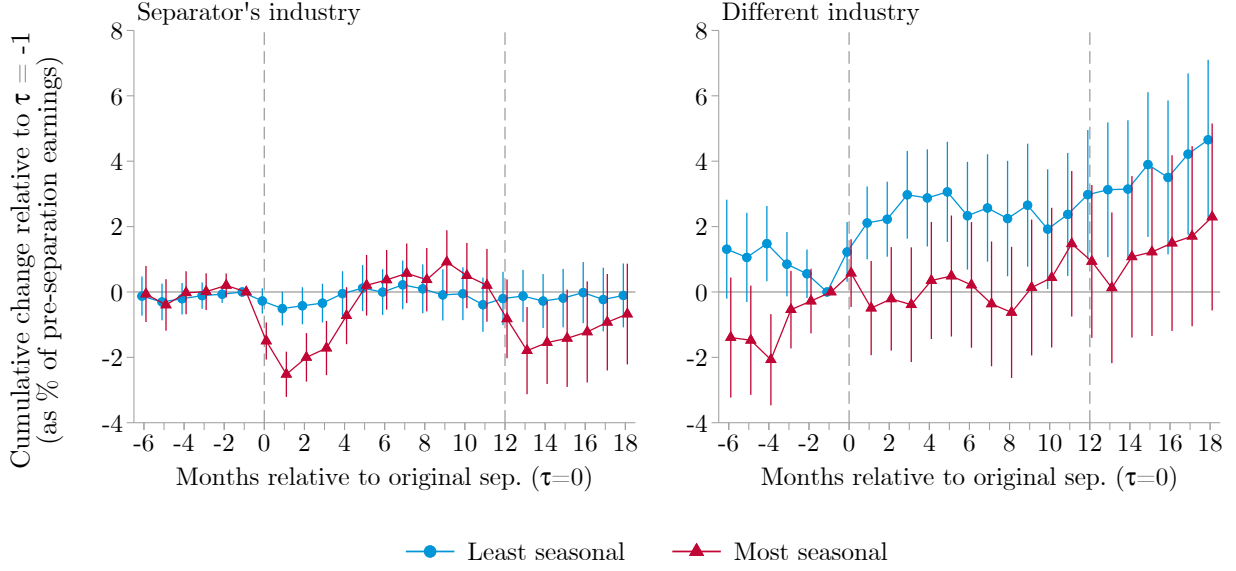 Separator's industry
Different industry
Cumulative change relative to τ = -1
(as % of pre-separation earnings)
8
6
4
2
0
-2
-4
-6 -4 -2 0 2 4 6 8 10 12 14 16 18
Months relative to original sep. (τ=0)
8
6
4
2
0
-2
-4
-6 -4 -2 0 2 4 6 8 10 12 14 16 18
Months relative to original sep. (τ=0)
Least seasonal Most seasonal